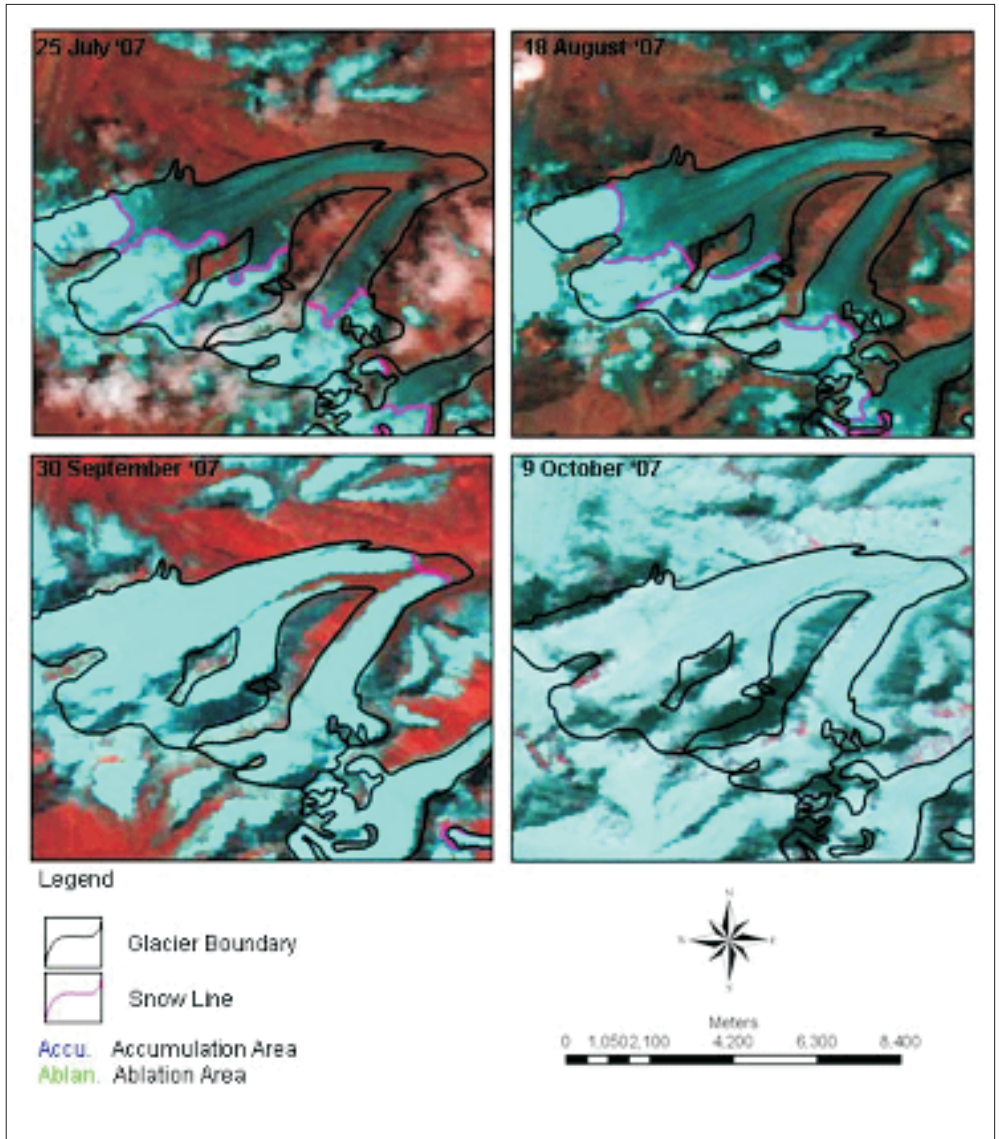 25 July '07
18 August '07
30 September '07
9 October '07
Legend
Glacier Boundary
Snow Line
Accu. Accumulation Area
Ablan. Ablation Area
N
E
S
Meters
0 1,050 2,100 4,200 6,300 8,400